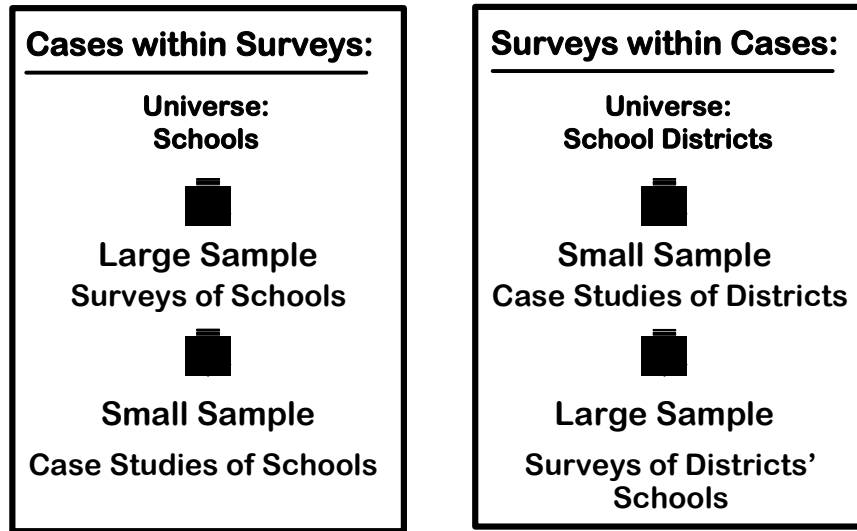 Cases within Surveys:
Universe:
Schools
Large Sample
Surveys of Schools
Small Sample
Case Studies of Schools
Surveys within Cases:
Universe:
School Districts
Small Sample
Case Studies of Districts
Large Sample
Surveys of Districts’
Schools